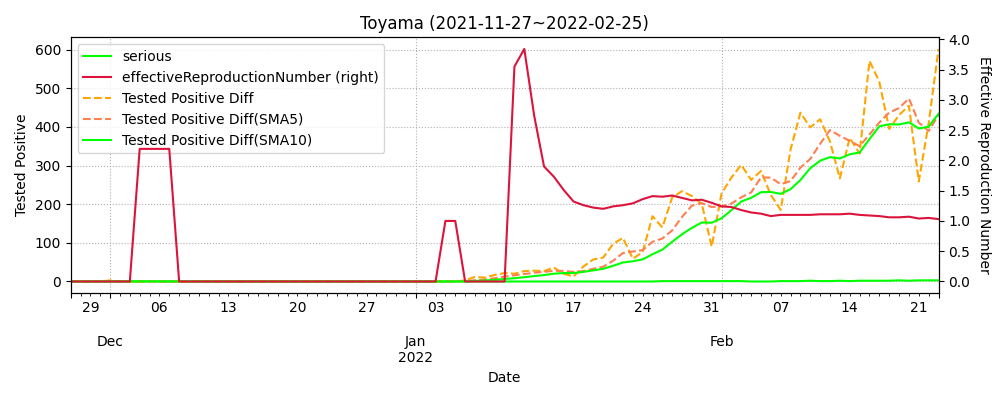 Toyama (2021-11-27~2022-02-25)
serious
effectiveReproductionNumber (right)
Tested Positive Diff
Tested Positive Diff(SMA5)
Tested Positive Diff(SMA10)
Tested Positive
600
500
400
300
200
100
0
4.0
3.5
3.0
2.5
2.0
1.5
1.0
0.5
0.0
Effective Reproduction Number
29 06 13 20 27 03 10 17 24 31 07 14 21
Dec Jan Feb
2022
Date